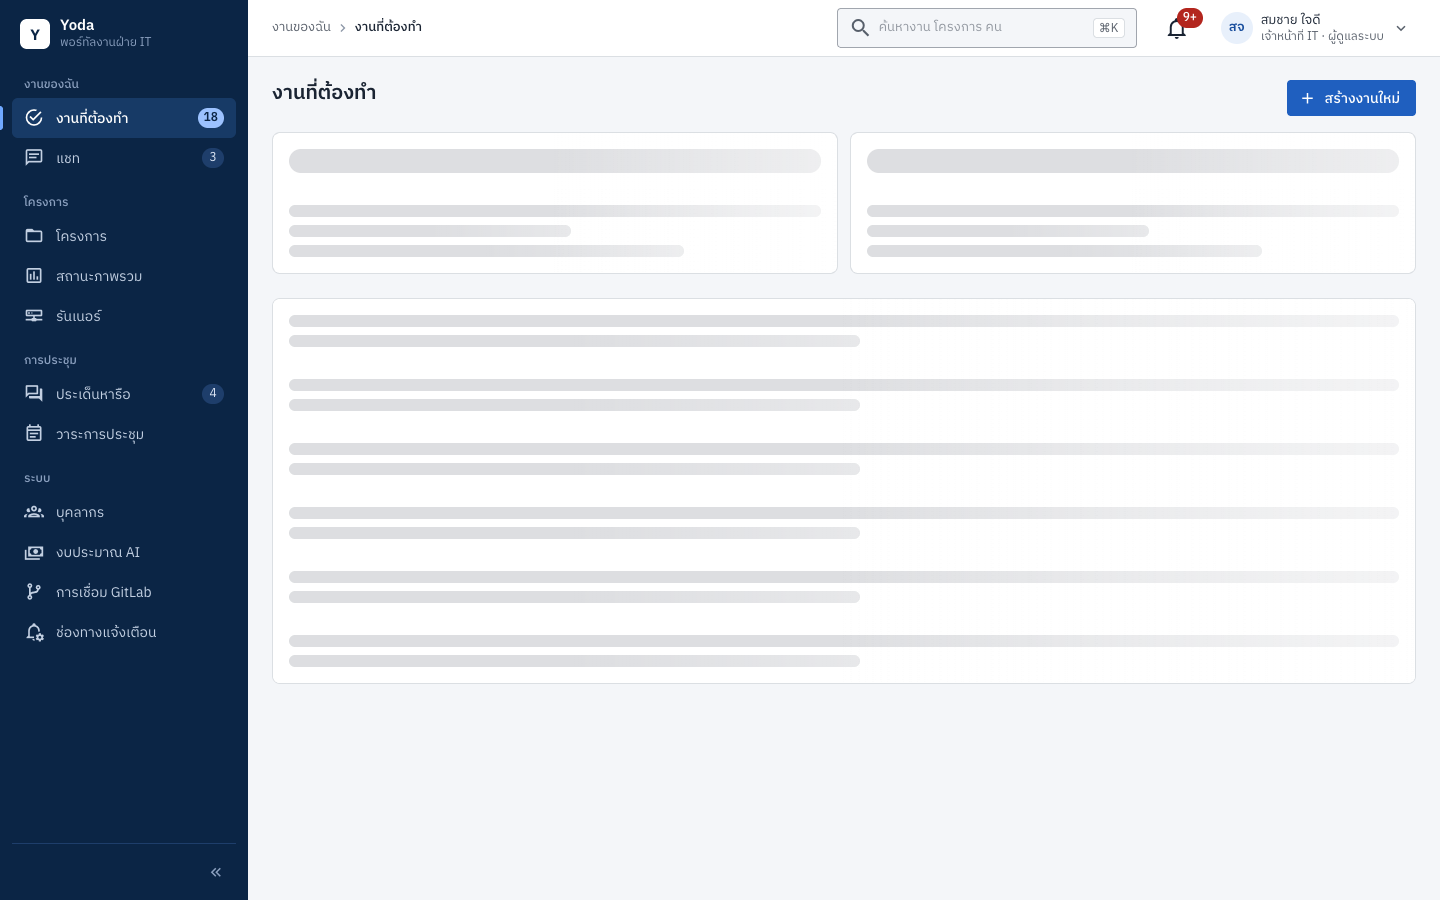 Y
Yoda
พอร์ทัลงานฝ่าย IT
งานของฉัน
งานที่ต้องทำ 18
แชท 3
โครงการ
โครงการ
สถานะภาพรวม
รันเนอร์
การประชุม
ประเด็นหารือ 4
วาระการประชุม
ระบบ
บุคลากร
งบประมาณ AI
การเชื่อม GitLab
ช่องทางแจ้งเตือน
งานของฉัน > งานที่ต้องทำ
ค้นหางาน โครงการ คน ⌘K
9+
สจ
สมชาย ใจดี
เจ้าหน้าที่ IT · ผู้ดูแลระบบ
งานที่ต้องทำ
+ สร้างงานใหม่